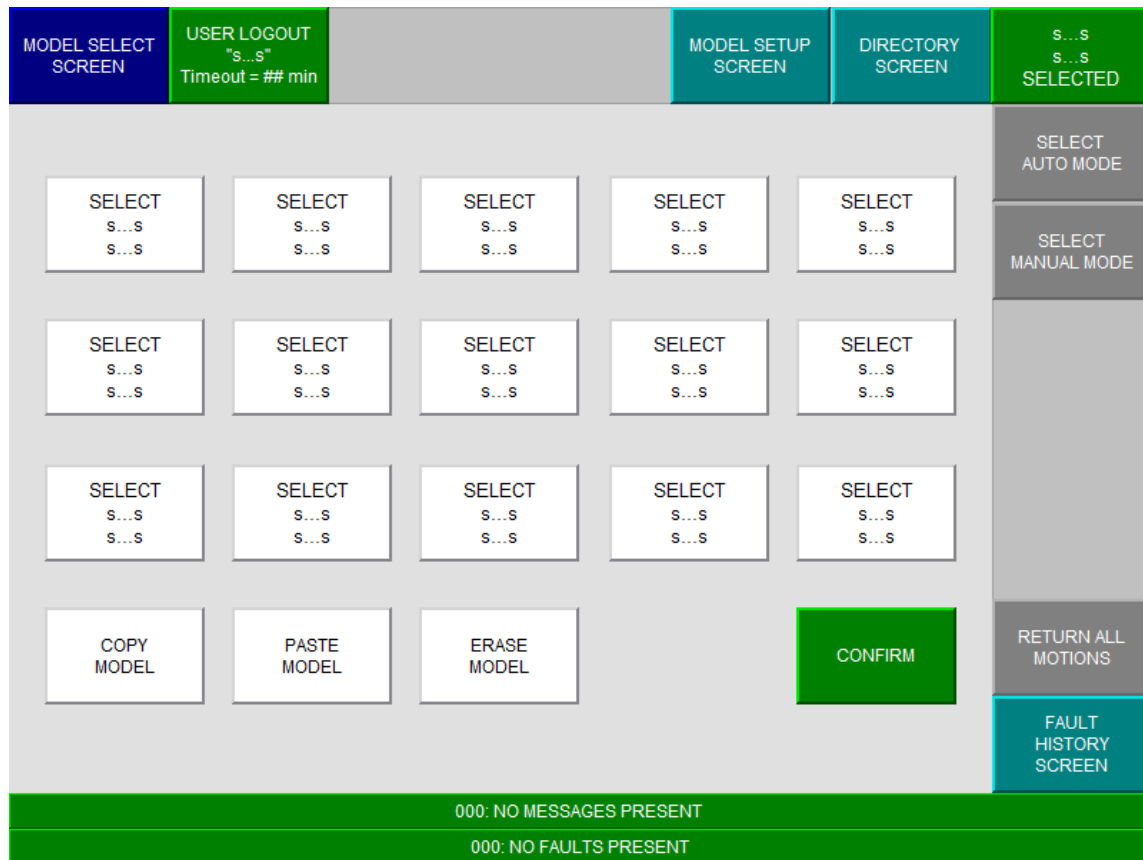 MODEL SELECT
SCREEN
USER LOGOUT
"s...s"
Timeout = ## min
MODEL SETUP
SCREEN
DIRECTORY
SCREEN
s...s
s...s
SELECTED
SELECT
AUTO MODE
SELECT
MANUAL MODE
SELECT
s...s
s...s
SELECT
s...s
s...s
SELECT
s...s
s...s
SELECT
s...s
s...s
SELECT
s...s
s...s
SELECT
s...s
s...s
SELECT
s...s
s...s
SELECT
s...s
s...s
SELECT
s...s
s...s
SELECT
s...s
s...s
SELECT
s...s
s...s
SELECT
s...s
s...s
SELECT
s...s
s...s
SELECT
s...s
s...s
SELECT
s...s
s...s
COPY
MODEL
PASTE
MODEL
ERASE
MODEL
CONFIRM
RETURN ALL
MOTIONS
FAULT
HISTORY
SCREEN
000: NO MESSAGES PRESENT
000: NO FAULTS PRESENT